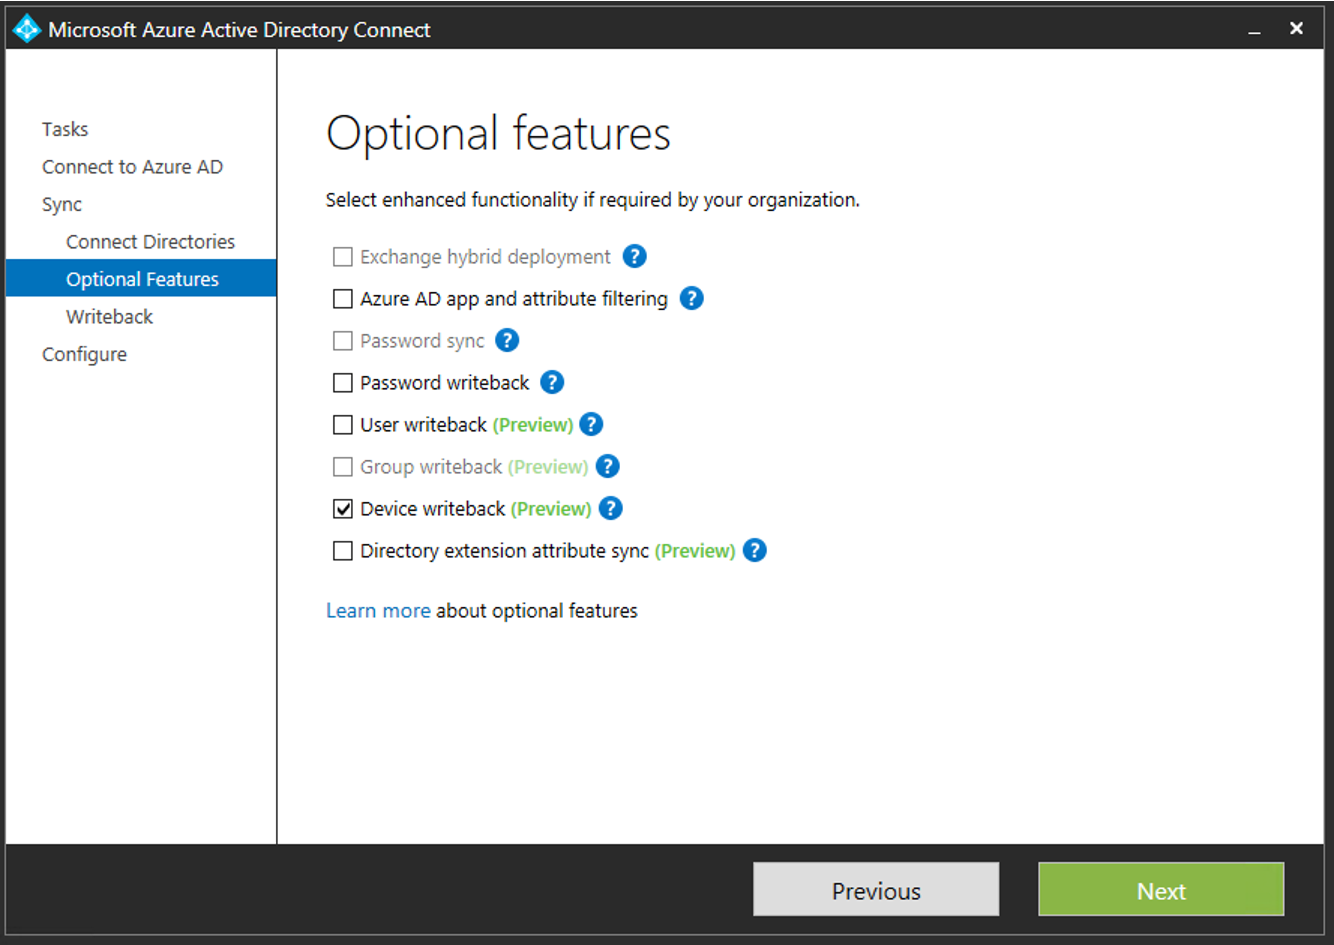 Microsoft Azure Active Directory Connect
Tasks
Connect to Azure AD
Sync
Connect Directories
Optional Features
Writeback
Configure
Optional features
Select enhanced functionality if required by your organization.
Exchange hybrid deployment ?
Azure AD app and attribute filtering ?
Password sync ?
Password writeback ?
User writeback (Preview) ?
Group writeback (Preview) ?
Device writeback (Preview) ?
Directory extension attribute sync (Preview) ?
Learn more about optional features
Previous
Next